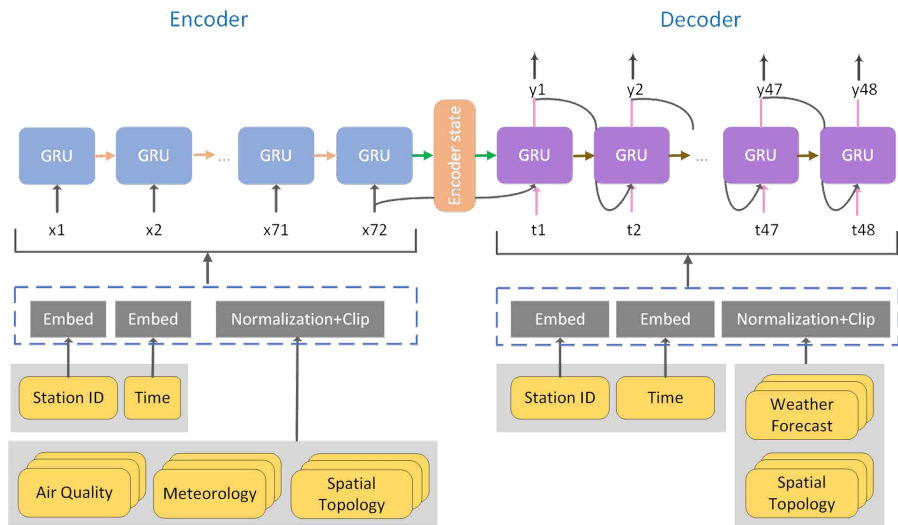 Encoder
Decoder
y1
y2
y47
y48
GRU
GRU
...
GRU
GRU
Encoder state
GRU
GRU
...
GRU
GRU
x1
x2
x71
x72
t1
t2
t47
t48
Embed
Embed
Normalization+Clip
Embed
Embed
Normalization+Clip
Station ID
Time
Station ID
Time
Weather
Forecast
Air Quality
Meteorology
Spatial
Topology
Spatial
Topology